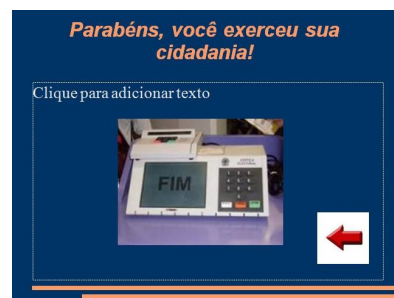 Parabéns, você exerceu sua
cidadania!
Clique para adicionar texto
FIM